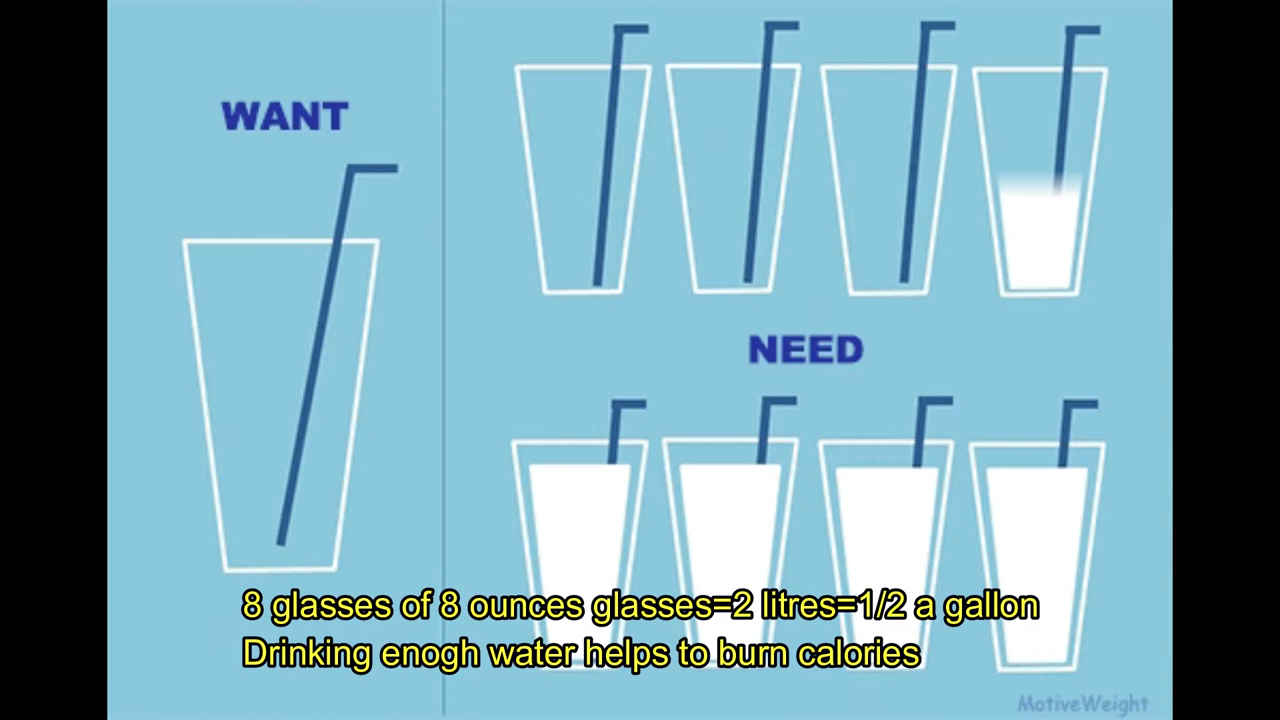 WANT
NEED
8 glasses of 8 ounces glasses=2 litres=1/2 a gallon
Drinking enogh water helps to burn calories
MotiveWeight